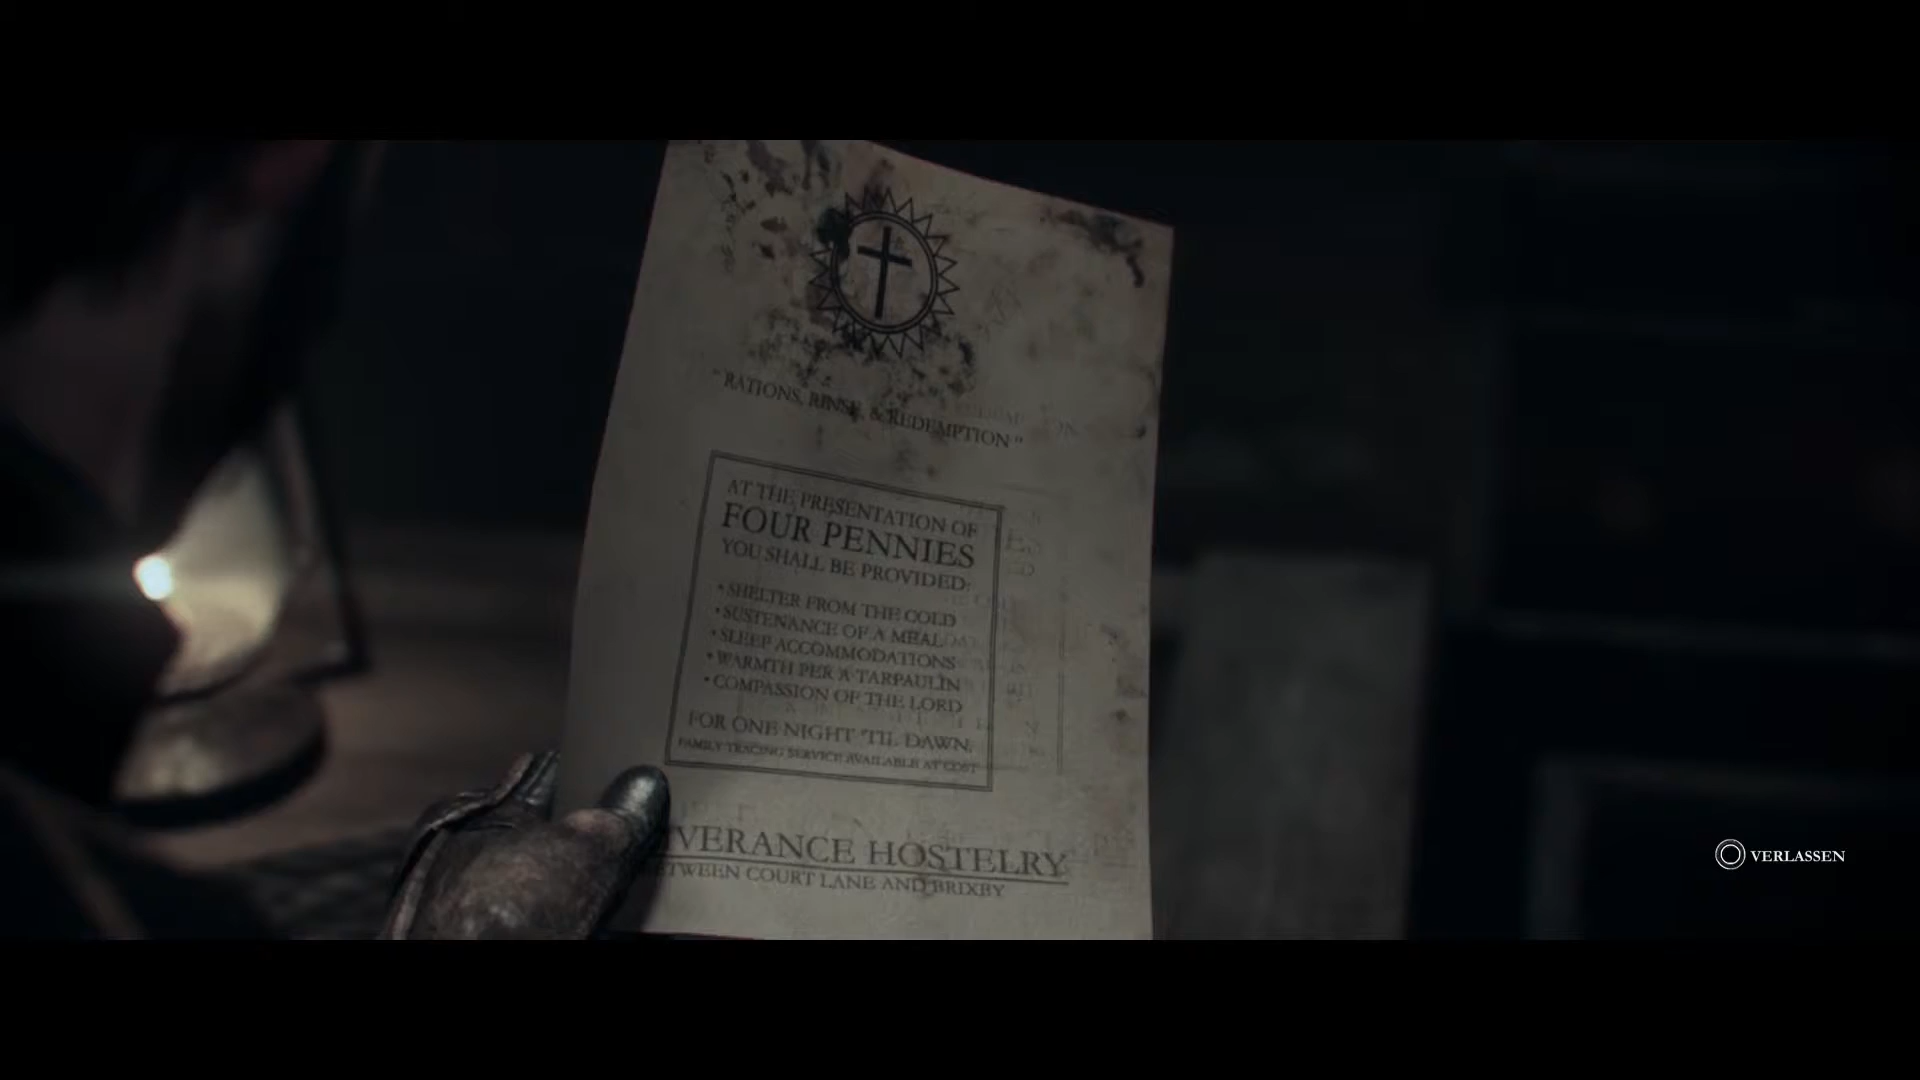 " RATIONS, RINSE, & REDEMPTION "
AT THE PRESENTATION OF
FOUR PENNIES
YOU SHALL BE PROVIDED:
• SHELTER FROM THE COLD
• SUSTENANCE OF A MEAL
• SLEEP ACCOMMODATIONS
• WARMTH PER A TARPAULIN
• COMPASSION OF THE LORD
FOR ONE NIGHT 'TIL DAWN.
FAMILY TRACING SERVICE AVAILABLE AT COST
VERANCE HOSTELRY
TWEEN COURT LANE AND BRIXBY
VERLASSEN